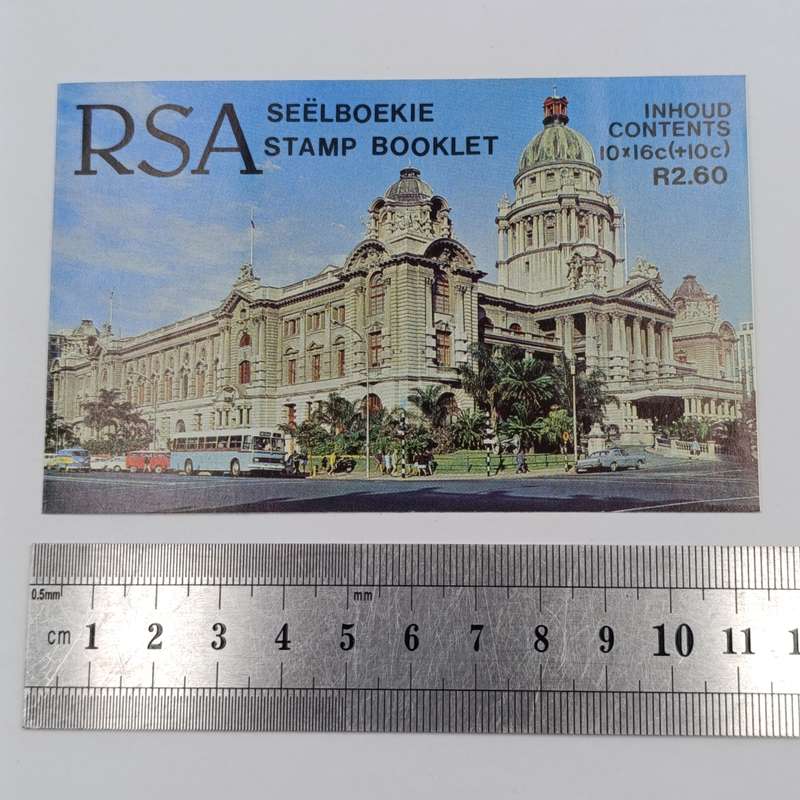 RSA
SEËLBOEKIE
STAMP BOOKLET
INHOUD
CONTENTS
10x16c(+10c)
R2.60
0.5mm
mm
cm 1 2 3 4 5 6 7 8 9 10 11 1